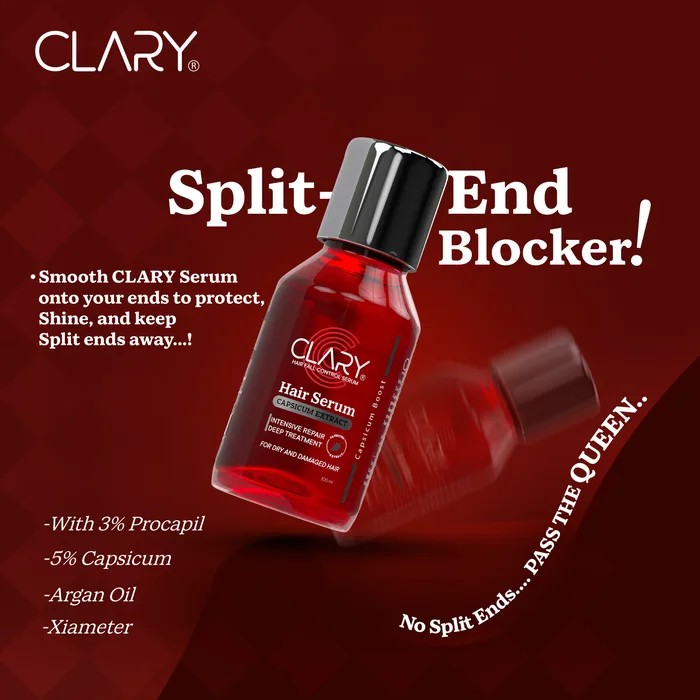 CLARY®
Split-End
Blocker!
• Smooth CLARY Serum
onto your ends to protect,
Shine, and keep
Split ends away...!
CLARY®
HAIR FALL CONTROL SERUM
Hair Serum
CAPSICUM EXTRACT
INTENSIVE REPAIR
DEEP TREATMENT
FOR DRY AND DAMAGED HAIR
Capsicum Boost
-With 3% Procapil
-5% Capsicum
-Argan Oil
-Xiameter
No Split Ends.... PASS THE QUEEN..